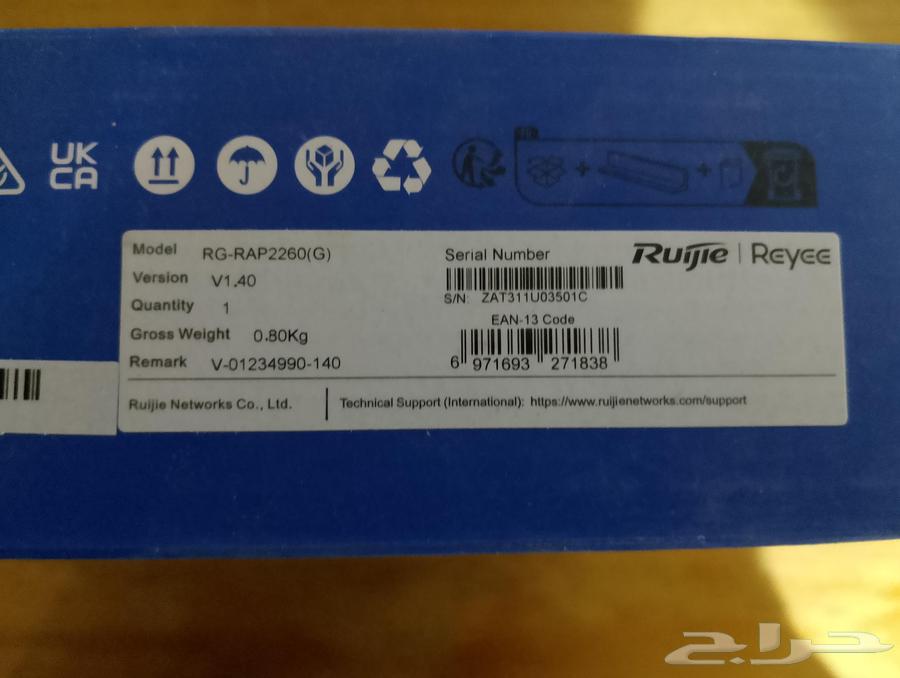 UK
CA
FR
Model RG-RAP2260(G)
Version V1.40
Quantity 1
Gross Weight 0.80Kg
Remark V-01234990-140
Serial Number
S/N: ZAT311U03501C
EAN-13 Code
6 971693 271838
Ruijie | Reyee
Ruijie Networks Co., Ltd.
Technical Support (International): https://www.ruijienetworks.com/support
حراج